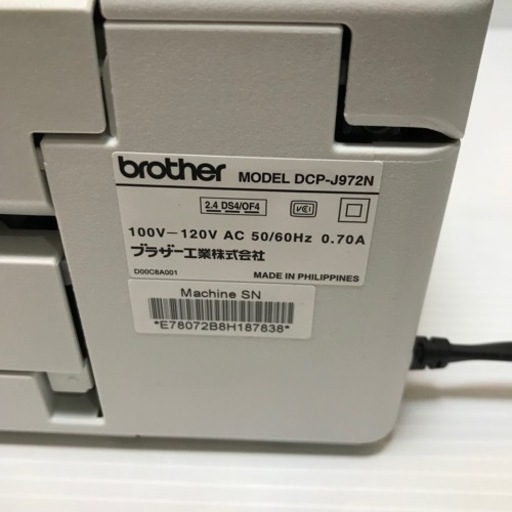 brother MODEL DCP-J972N
2.4 DS4/OF4 VCI
100V－120V AC 50/60Hz 0.70A
ブラザー工業株式会社
D00C8A001 MADE IN PHILIPPINES
Machine SN
*E78072B8H187838*